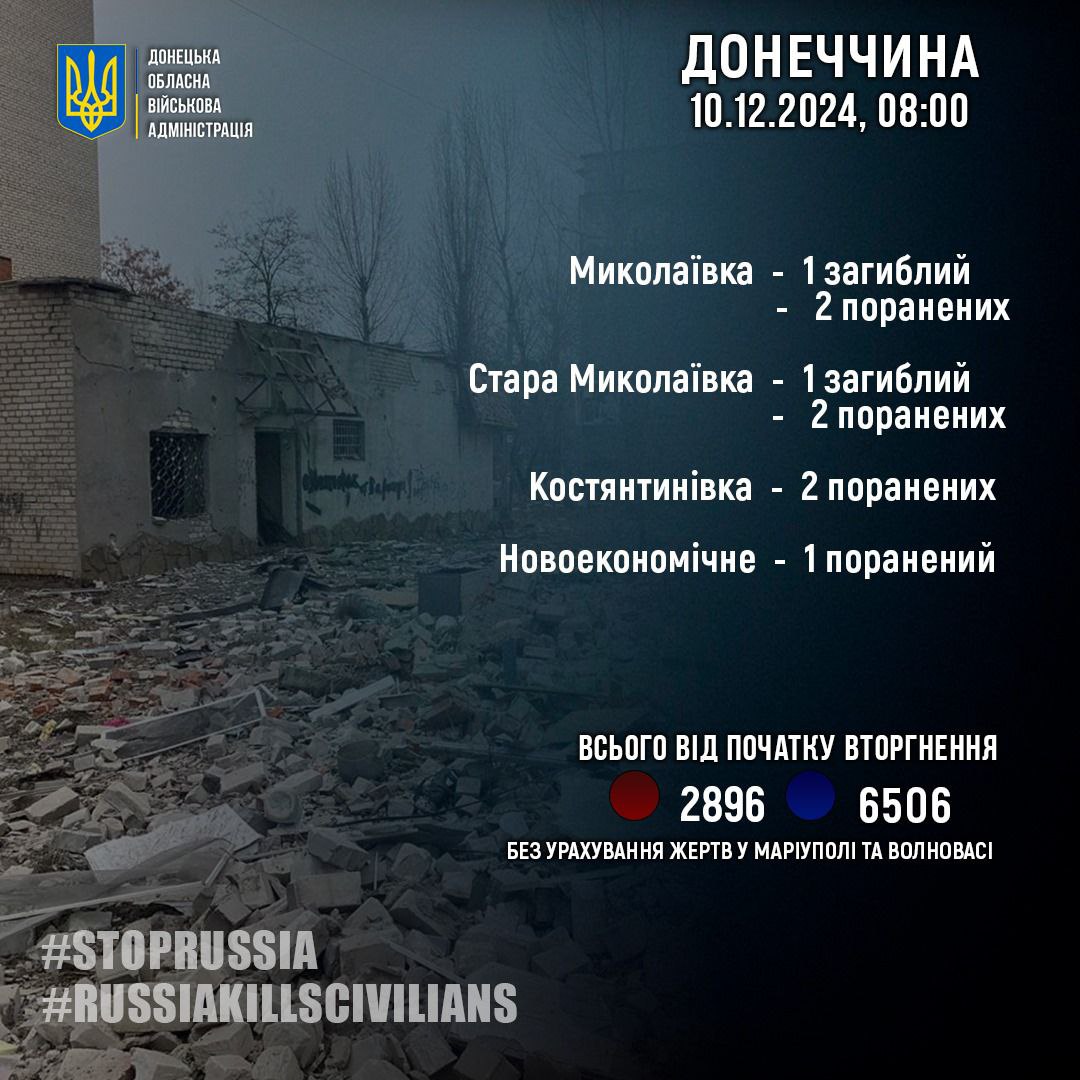 ДОНЕЦЬКА
ОБЛАСНА
ВІЙСЬКОВА
АДМІНІСТРАЦІЯ
ДОНЕЧЧИНА
10.12.2024, 08:00
Миколаївка - 1 загиблий
- 2 поранених
Стара Миколаївка - 1 загиблий
- 2 поранених
Костянтинівка - 2 поранених
Новоекономічне - 1 поранений
ВСЬОГО ВІД ПОЧАТКУ ВТОРГНЕННЯ
2896 6506
БЕЗ УРАХУВАННЯ ЖЕРТВ У МАРІУПОЛІ ТА ВОЛНОВАСІ
#STOPRUSSIA
#RUSSIAKILLSCIVILIANS